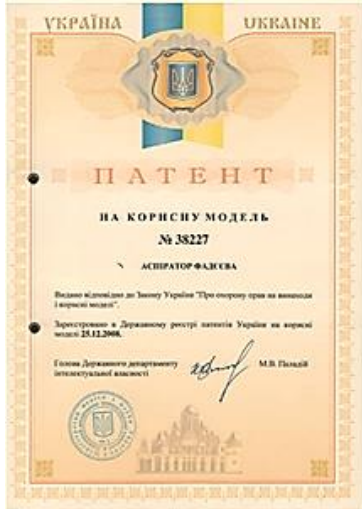 УКРАЇНА UKRAINE
ПАТЕНТ
НА КОРИСНУ МОДЕЛЬ
№ 38227
АСПІРАТОР ФАДЄЄВА
Видано відповідно до Закону України "Про охорону прав на винаходи
і корисні моделі".
Зареєстровано в Державному реєстрі патентів України на корисні
моделі 25.12.2008.
Голова Державного департаменту
інтелектуальної власності
М.В. Паладій